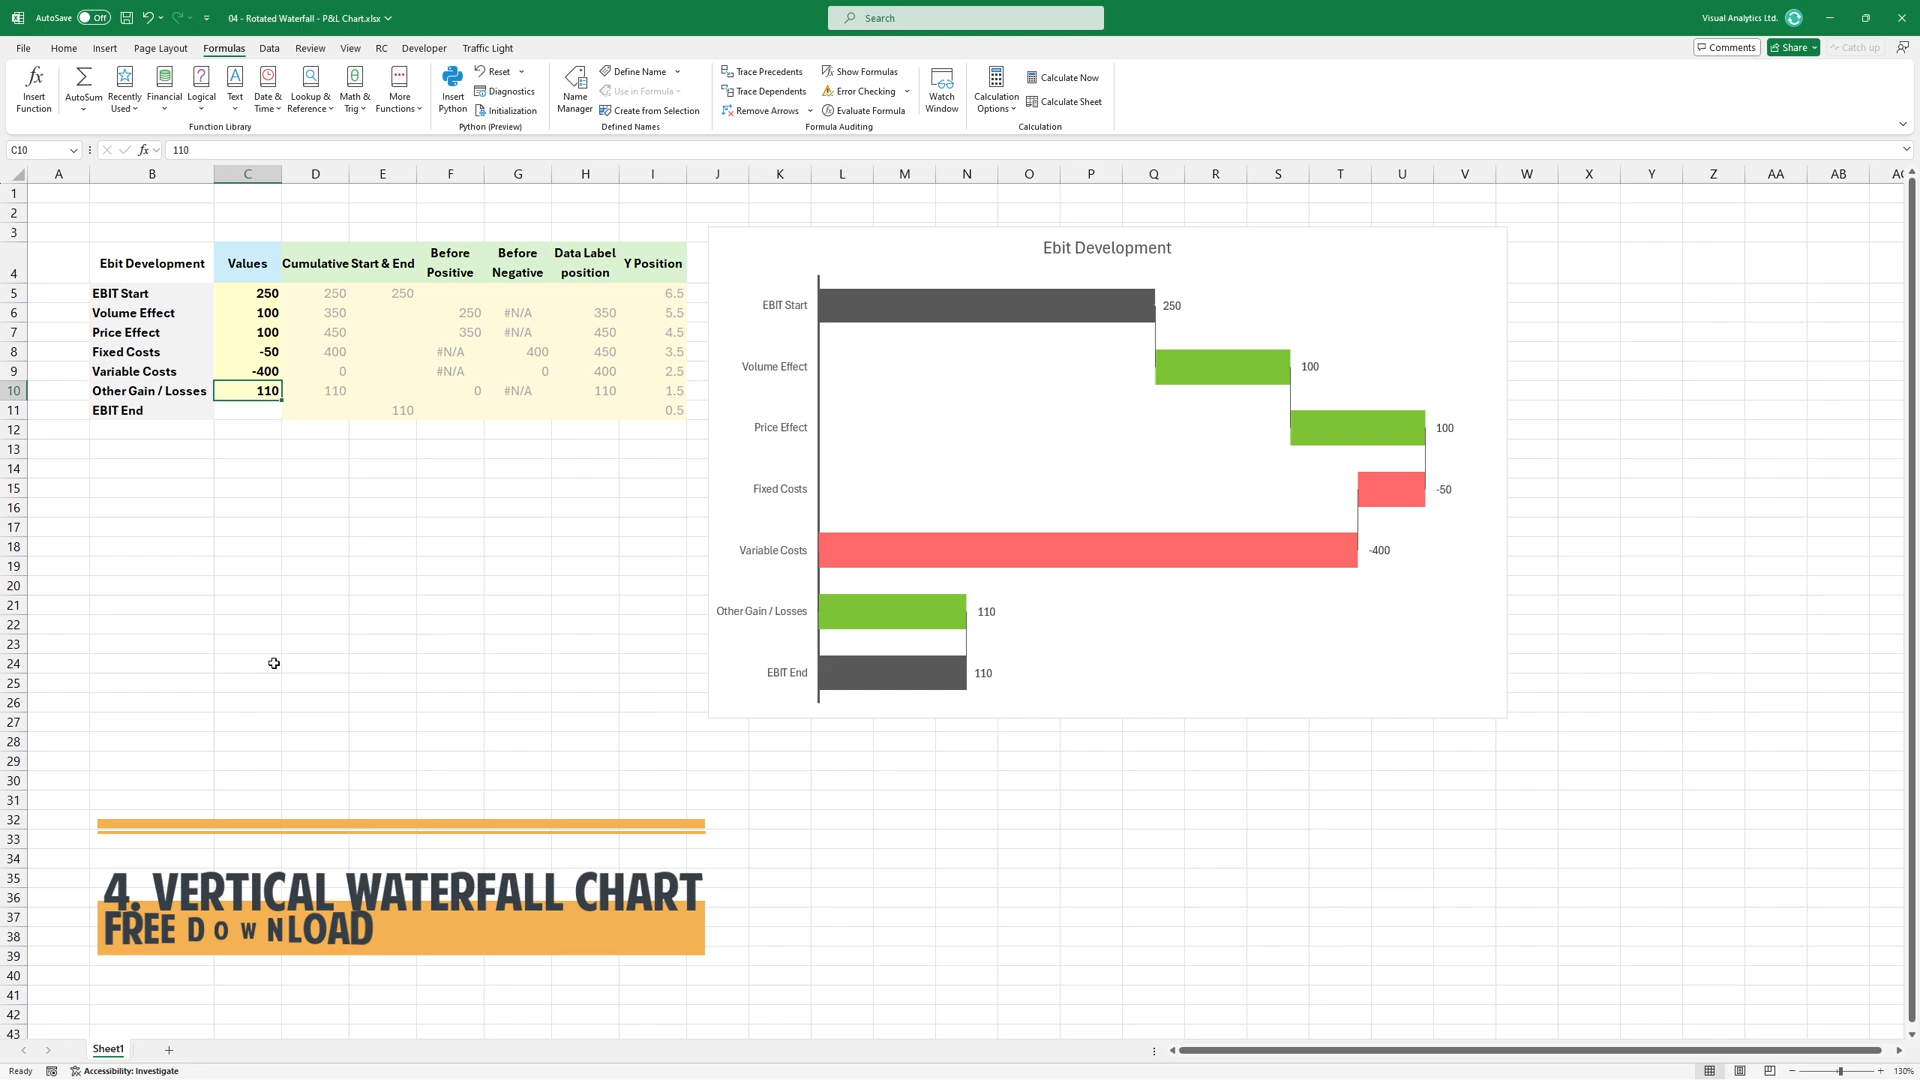 AutoSave Off 04 - Rotated Waterfall - P&L Chart.xlsx Search Visual Analytics Ltd.
File Home Insert Page Layout Formulas Data Review View RC Developer Traffic Light Comments Share Catch up
Insert Function
AutoSum
Recently Used
Financial
Logical
Text
Date & Time
Lookup & Reference
Math & Trig
More Functions
Function Library
Insert Python
Reset
Diagnostics
Initialization
Python (Preview)
Name Manager
Define Name
Use in Formula
Create from Selection
Defined Names
Trace Precedents
Trace Dependents
Remove Arrows
Show Formulas
Error Checking
Evaluate Formula
Formula Auditing
Watch Window
Calculation Options
Calculate Now
Calculate Sheet
Calculation
C10 fx 110
A B C D E F G H I J K L M N O P Q R S T U V W X Y Z AA AB AC
1
2
3
4 Ebit Development Values Cumulative Start & End Before Positive Before Negative Data Label position Y Position
5 EBIT Start 250 250 250 6.5
6 Volume Effect 100 350 250 #N/A 350 5.5
7 Price Effect 100 450 350 #N/A 450 4.5
8 Fixed Costs -50 400 #N/A 400 450 3.5
9 Variable Costs -400 0 #N/A 0 400 2.5
10 Other Gain / Losses 110 110 0 #N/A 110 1.5
11 EBIT End 110 0.5
12
13
14
15
16
17
18
19
20
21
22
23
24
25
26
27
28
29
30
31
32
33
34
35
36
37
38
39
40
41
42
43
Ebit Development
EBIT Start 250
Volume Effect 100
Price Effect 100
Fixed Costs -50
Variable Costs -400
Other Gain / Losses 110
EBIT End 110
4. VERTICAL WATERFALL CHART
FREE DOWNLOAD
Sheet1
Ready Accessibility: Investigate 130%